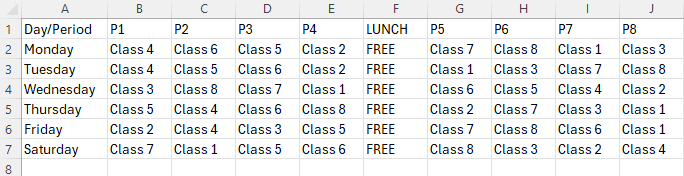 A B C D E F G H I J
1 Day/Period P1 P2 P3 P4 LUNCH P5 P6 P7 P8
2 Monday Class 4 Class 6 Class 5 Class 2 FREE Class 7 Class 8 Class 1 Class 3
3 Tuesday Class 4 Class 5 Class 6 Class 2 FREE Class 1 Class 3 Class 7 Class 8
4 Wednesday Class 3 Class 8 Class 7 Class 1 FREE Class 6 Class 5 Class 4 Class 2
5 Thursday Class 5 Class 4 Class 6 Class 8 FREE Class 2 Class 7 Class 3 Class 1
6 Friday Class 2 Class 4 Class 3 Class 5 FREE Class 7 Class 8 Class 6 Class 1
7 Saturday Class 7 Class 1 Class 5 Class 6 FREE Class 8 Class 3 Class 2 Class 4
8